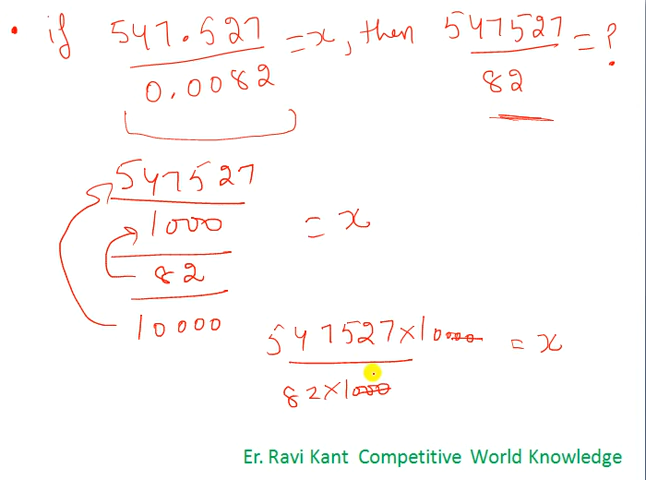 • if 547.527 / 0.0082 = x, then 547527 / 82 = ?
547527
1000
82
10000
= x
547527 × 10000 / 82 × 1000 = x
Er. Ravi Kant Competitive World Knowledge